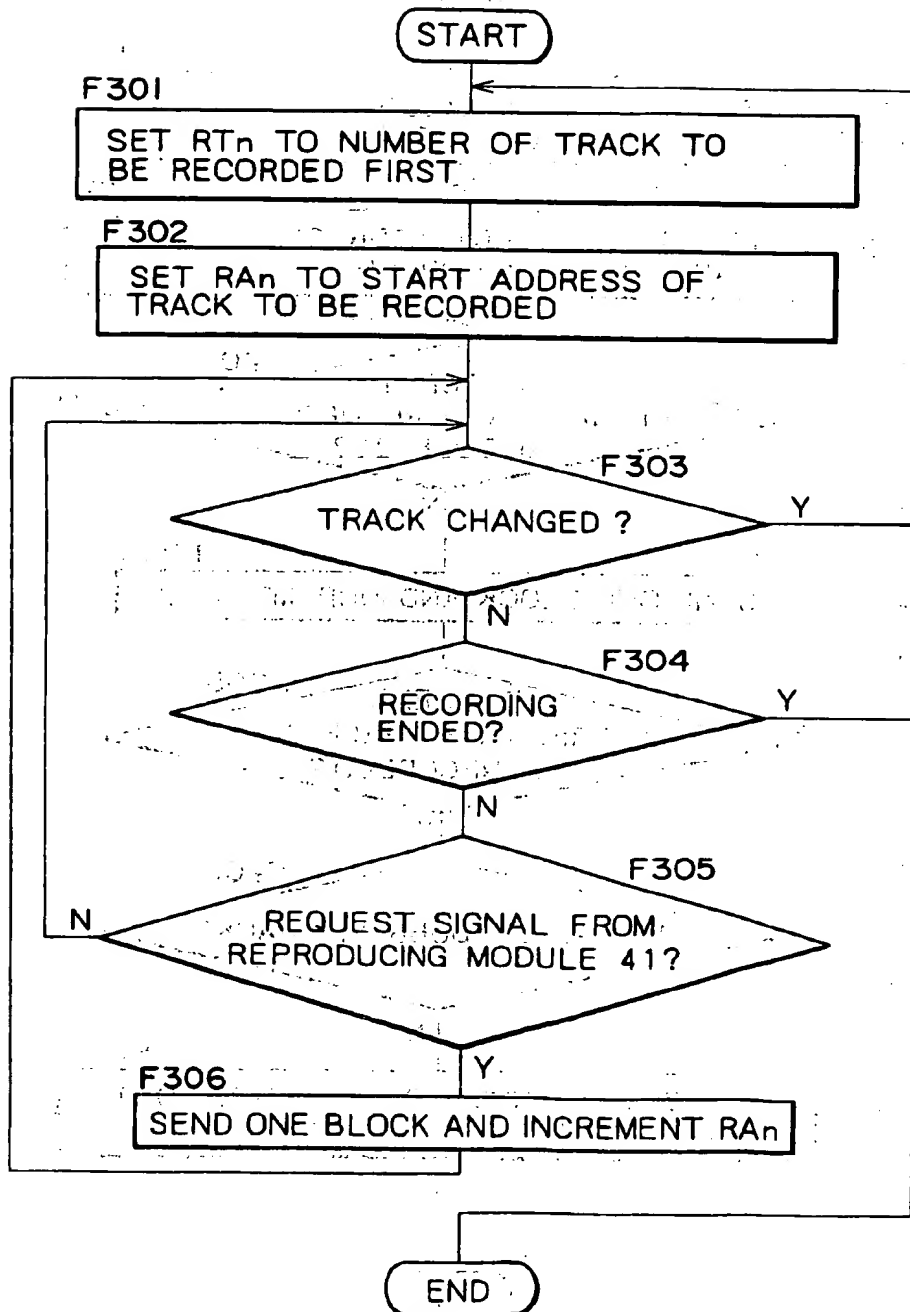 START
F301
SET RTn TO NUMBER OF TRACK TO
BE RECORDED FIRST
F302
SET RAn TO START ADDRESS OF
TRACK TO BE RECORDED
F303
TRACK CHANGED ?
Y
N
F304
RECORDING
ENDED?
Y
N
F305
REQUEST SIGNAL FROM
REPRODUCING MODULE 41?
N
Y
F306
SEND ONE BLOCK AND INCREMENT RAn
END